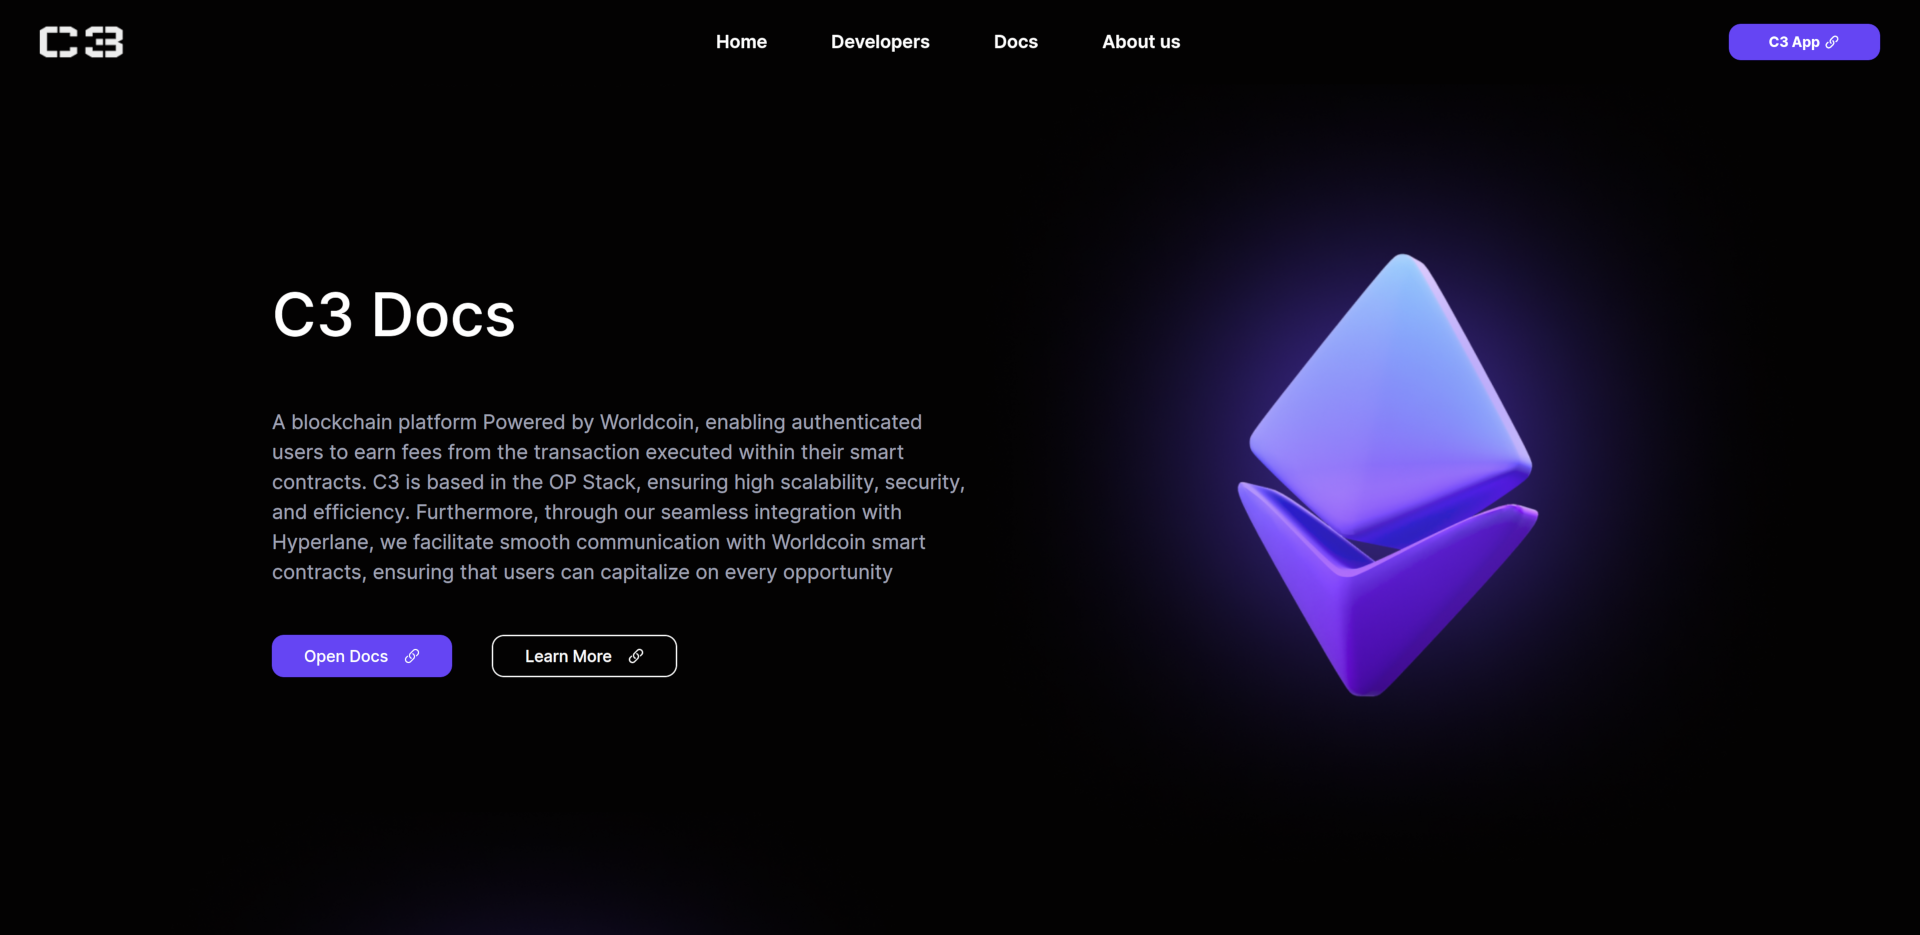 C3
Home
Developers
Docs
About us
C3 App
C3 Docs
A blockchain platform Powered by Worldcoin, enabling authenticated
users to earn fees from the transaction executed within their smart
contracts. C3 is based in the OP Stack, ensuring high scalability, security,
and efficiency. Furthermore, through our seamless integration with
Hyperlane, we facilitate smooth communication with Worldcoin smart
contracts, ensuring that users can capitalize on every opportunity
Open Docs
Learn More